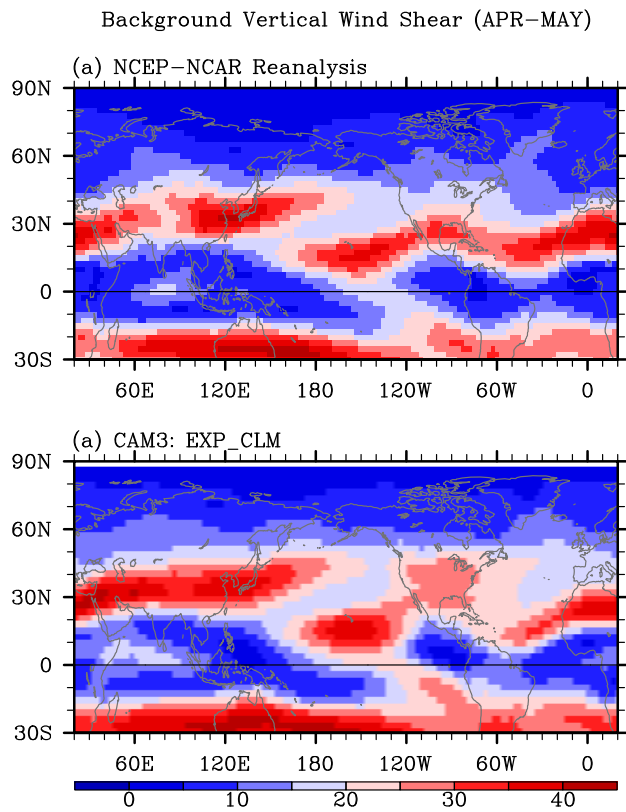 Background Vertical Wind Shear (APR-MAY)
(a) NCEP-NCAR Reanalysis
90N
60N
30N
0
30S
60E 120E 180 120W 60W 0
(a) CAM3: EXP_CLM
90N
60N
30N
0
30S
60E 120E 180 120W 60W 0
0 10 20 30 40